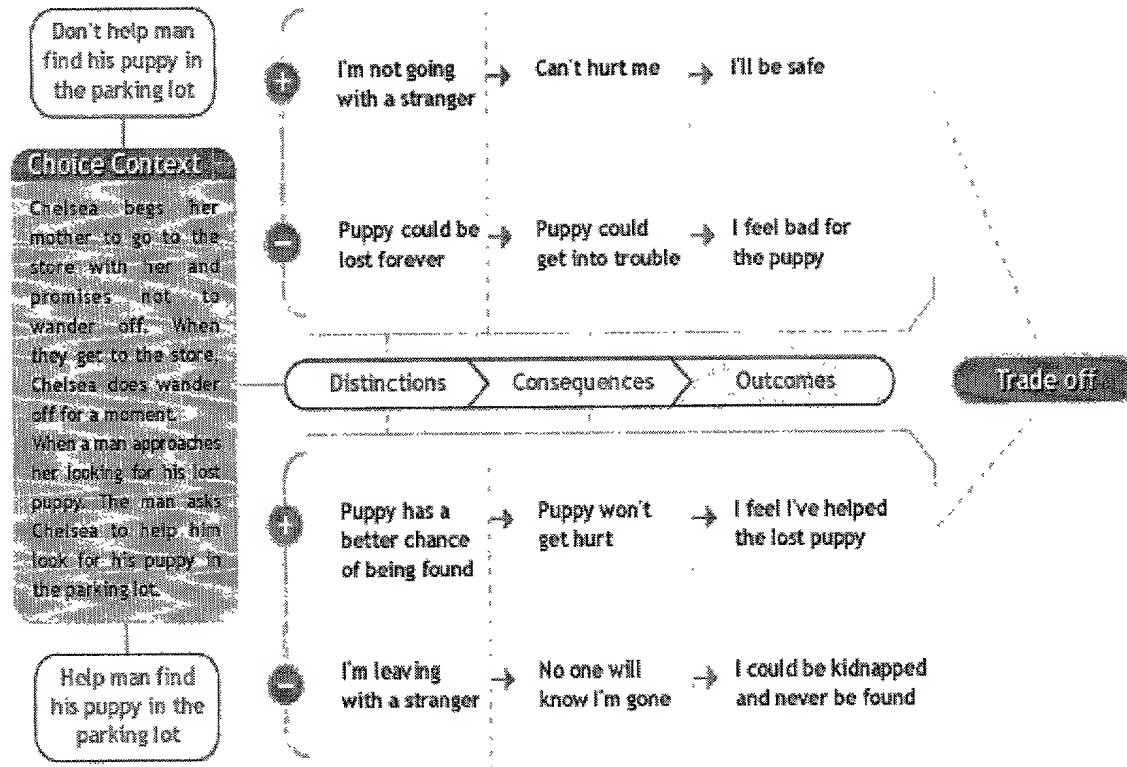 Don't help man
find his puppy in
the parking lot
Choice Context
Chelsea begs her
mother to go to the
store with her and
promises not to
wander off. When
they get to the store,
Chelsea does wander
off for a moment.
When a man approaches
her looking for his lost
puppy. The man asks
Chelsea to help him
look for his puppy in
the parking lot.
Help man find
his puppy in the
parking lot
+
I'm not going
with a stranger
Can't hurt me
I'll be safe
−
Puppy could be
lost forever
Puppy could
get into trouble
I feel bad for
the puppy
Distinctions
Consequences
Outcomes
Trade off
+
Puppy has a
better chance
of being found
Puppy won't
get hurt
I feel I've helped
the lost puppy
−
I'm leaving
with a stranger
No one will
know I'm gone
I could be kidnapped
and never be found